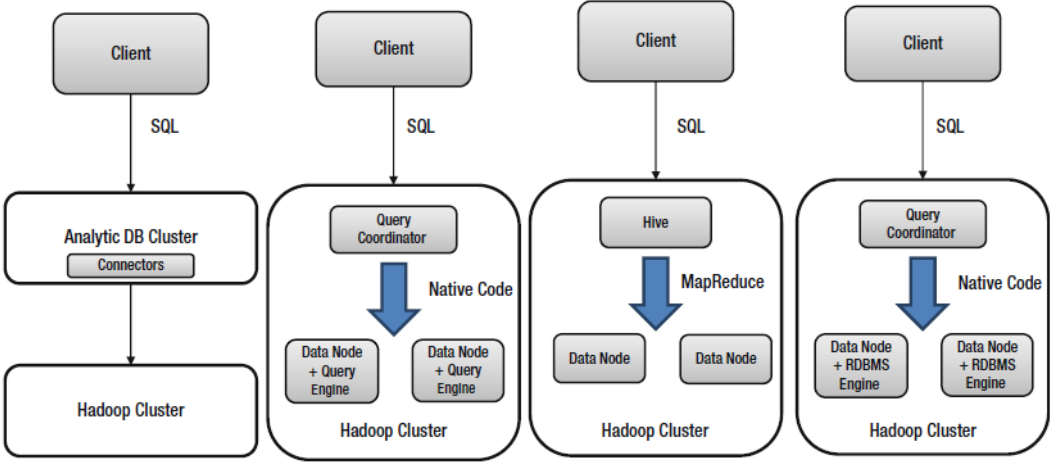 Client
SQL
Analytic DB Cluster
Connectors
Hadoop Cluster
Client
SQL
Query
Coordinator
Native Code
Data Node
+ Query
Engine
Data Node
+ Query
Engine
Hadoop Cluster
Client
SQL
Hive
MapReduce
Data Node
Data Node
Hadoop Cluster
Client
SQL
Query
Coordinator
Native Code
Data Node
+ RDBMS
Engine
Data Node
+ RDBMS
Engine
Hadoop Cluster